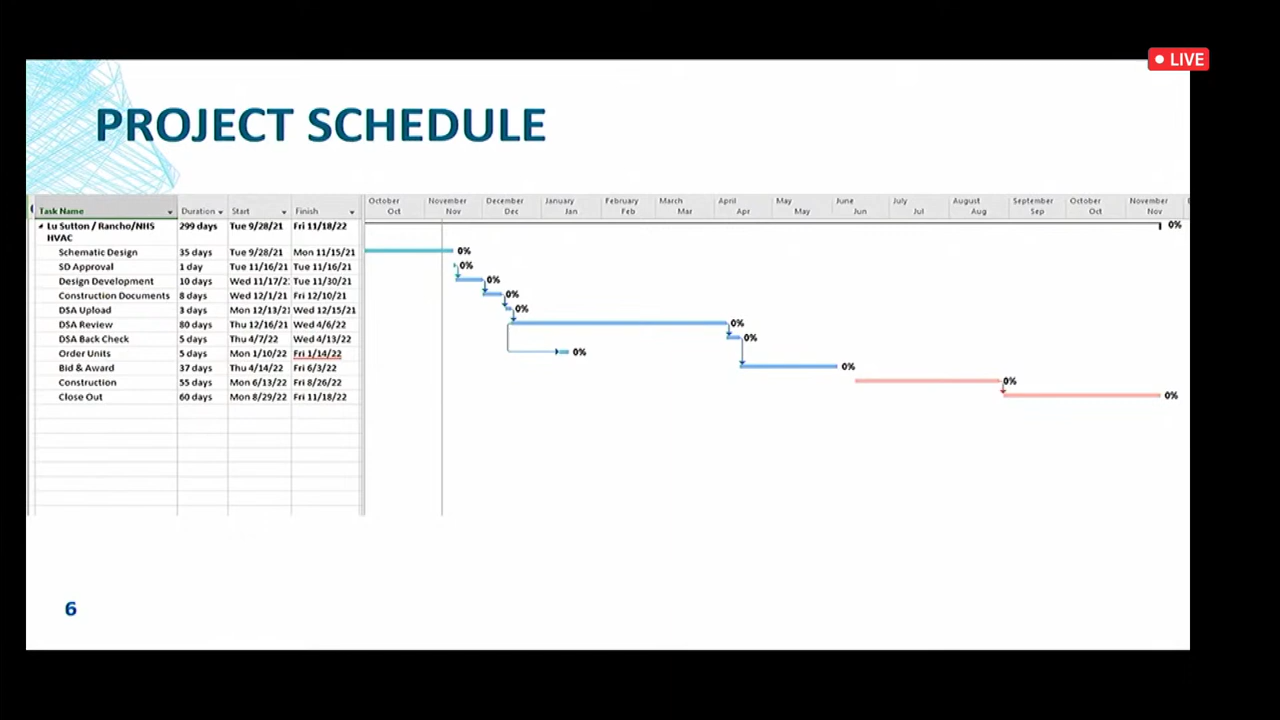 LIVE
PROJECT SCHEDULE
Task Name Duration Start Finish
October November December January February March April May June July August September October November
Oct Nov Dec Jan Feb Mar Apr May Jun Jul Aug Sep Oct Nov
Lu Sutton / Rancho/NHS HVAC 299 days Tue 9/28/21 Fri 11/18/22 0%
Schematic Design 35 days Tue 9/28/21 Mon 11/15/21 0%
SD Approval 1 day Tue 11/16/21 Tue 11/16/21 0%
Design Development 10 days Wed 11/17/2 Tue 11/30/21 0%
Construction Documents 8 days Wed 12/1/21 Fri 12/10/21 0%
DSA Upload 3 days Mon 12/13/21 Wed 12/15/21 0%
DSA Review 80 days Thu 12/16/21 Wed 4/6/22 0%
DSA Back Check 5 days Thu 4/7/22 Wed 4/13/22 0%
Order Units 5 days Mon 1/10/22 Fri 1/14/22 0%
Bid & Award 37 days Thu 4/14/22 Fri 6/3/22 0%
Construction 55 days Mon 6/13/22 Fri 8/26/22 0%
Close Out 60 days Mon 8/29/22 Fri 11/18/22 0%
6